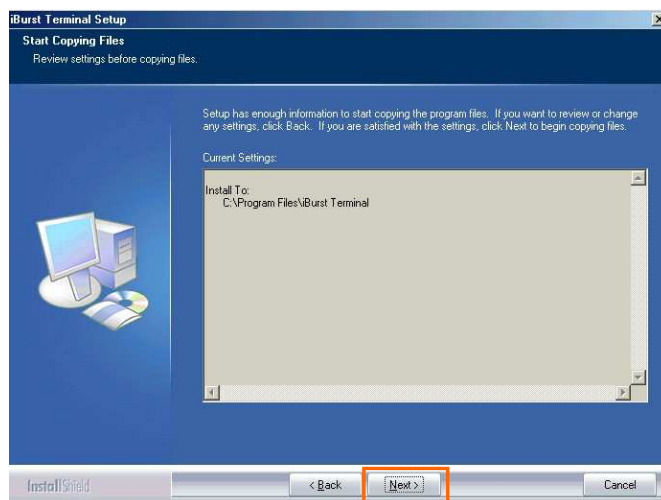 iBurst Terminal Setup
Start Copying Files
Review settings before copying files.
Setup has enough information to start copying the program files. If you want to review or change
any settings, click Back. If you are satisfied with the settings, click Next to begin copying files.
Current Settings:
Install To:
C:\Program Files\iBurst Terminal
InstallShield
< Back
Next >
Cancel